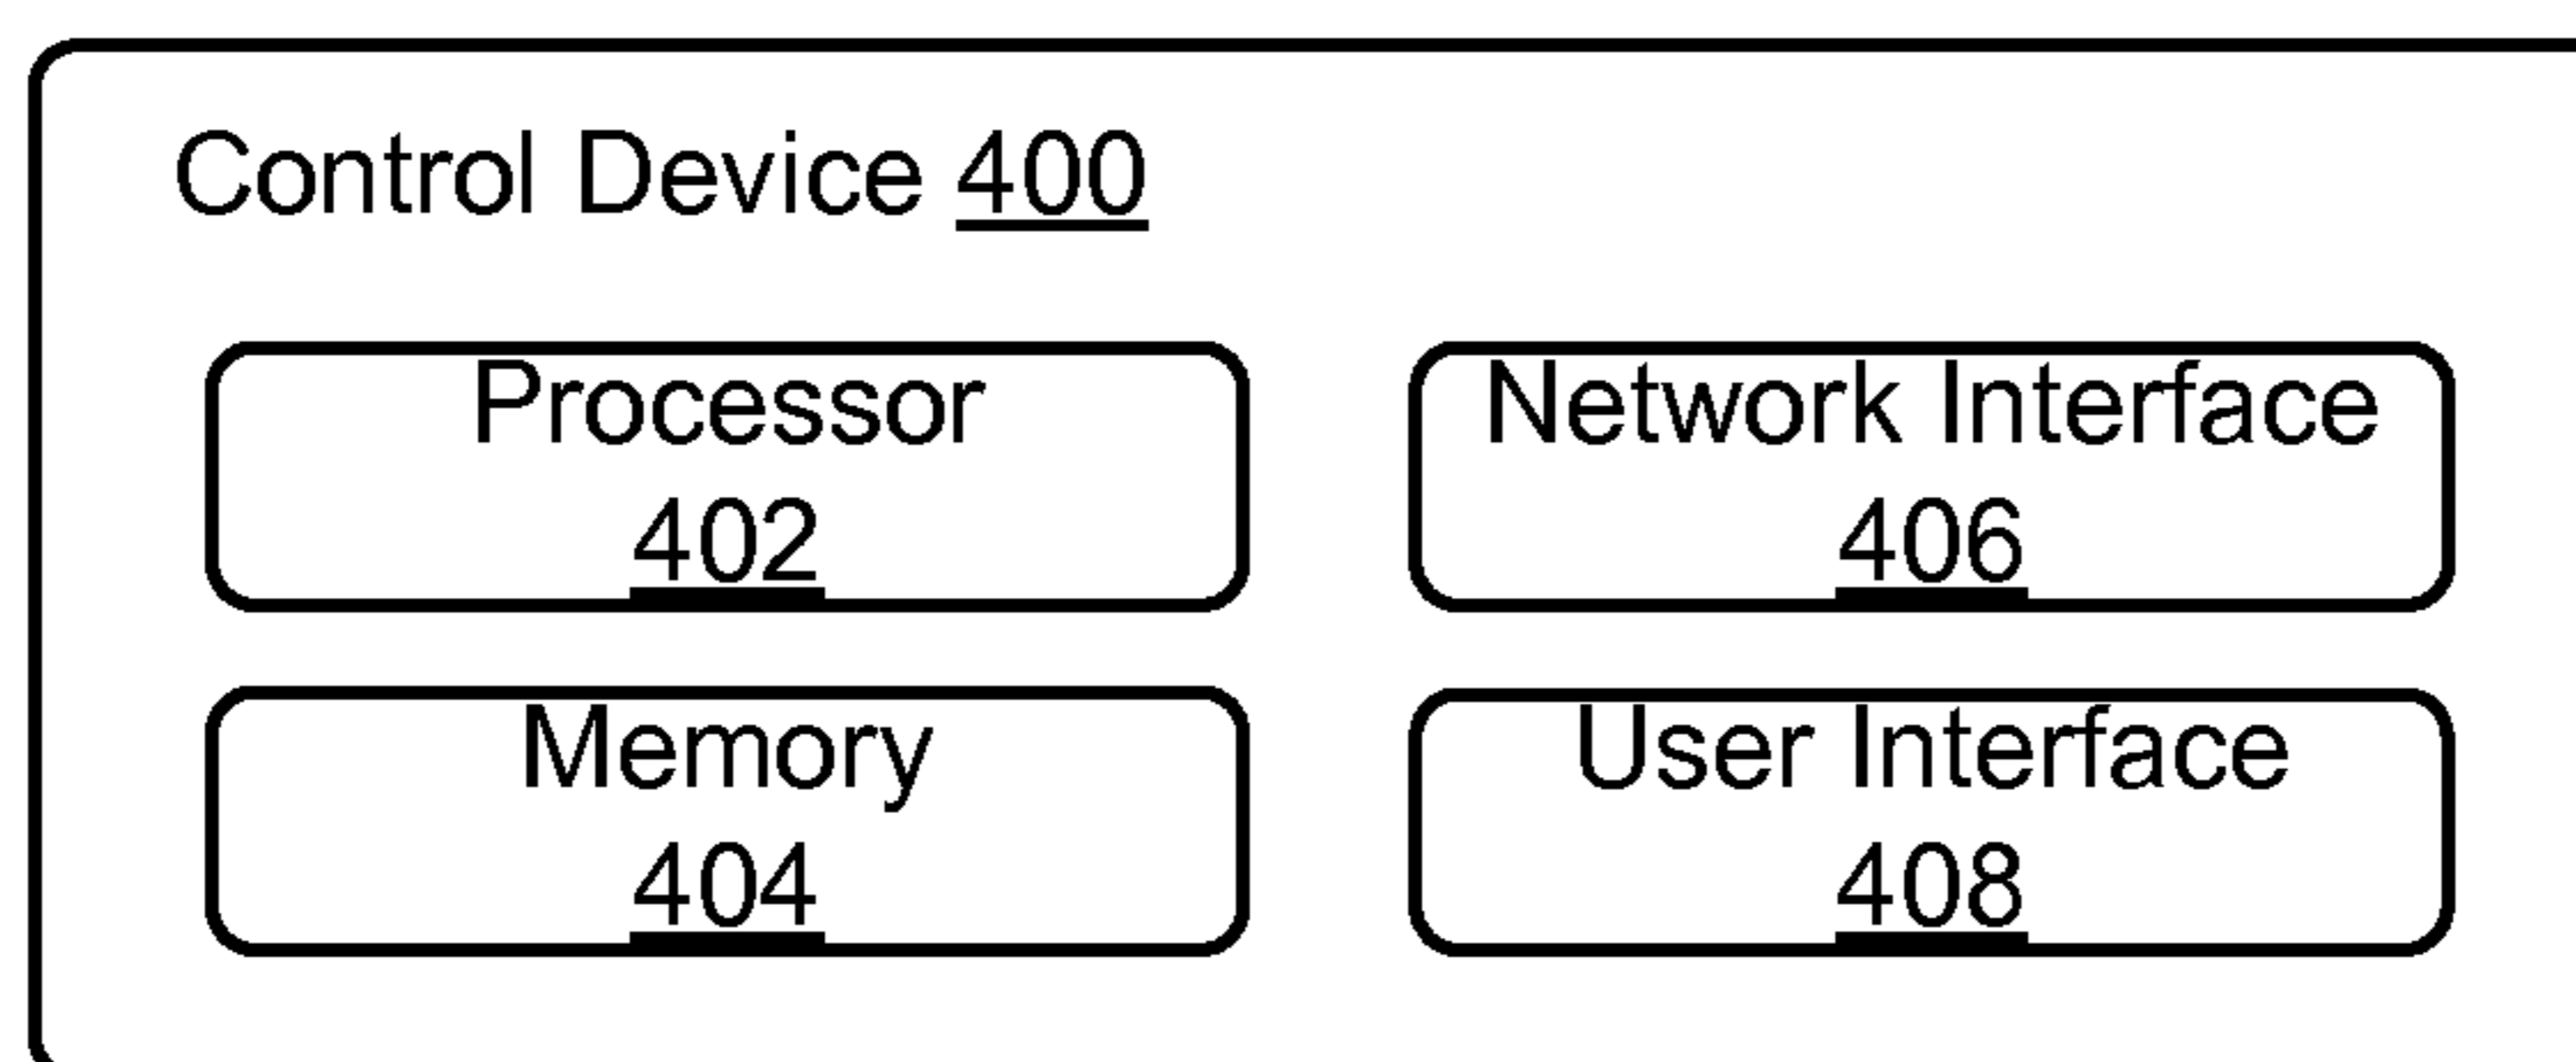 Control Device 400
Processor
402
Network Interface
406
Memory
404
User Interface
408